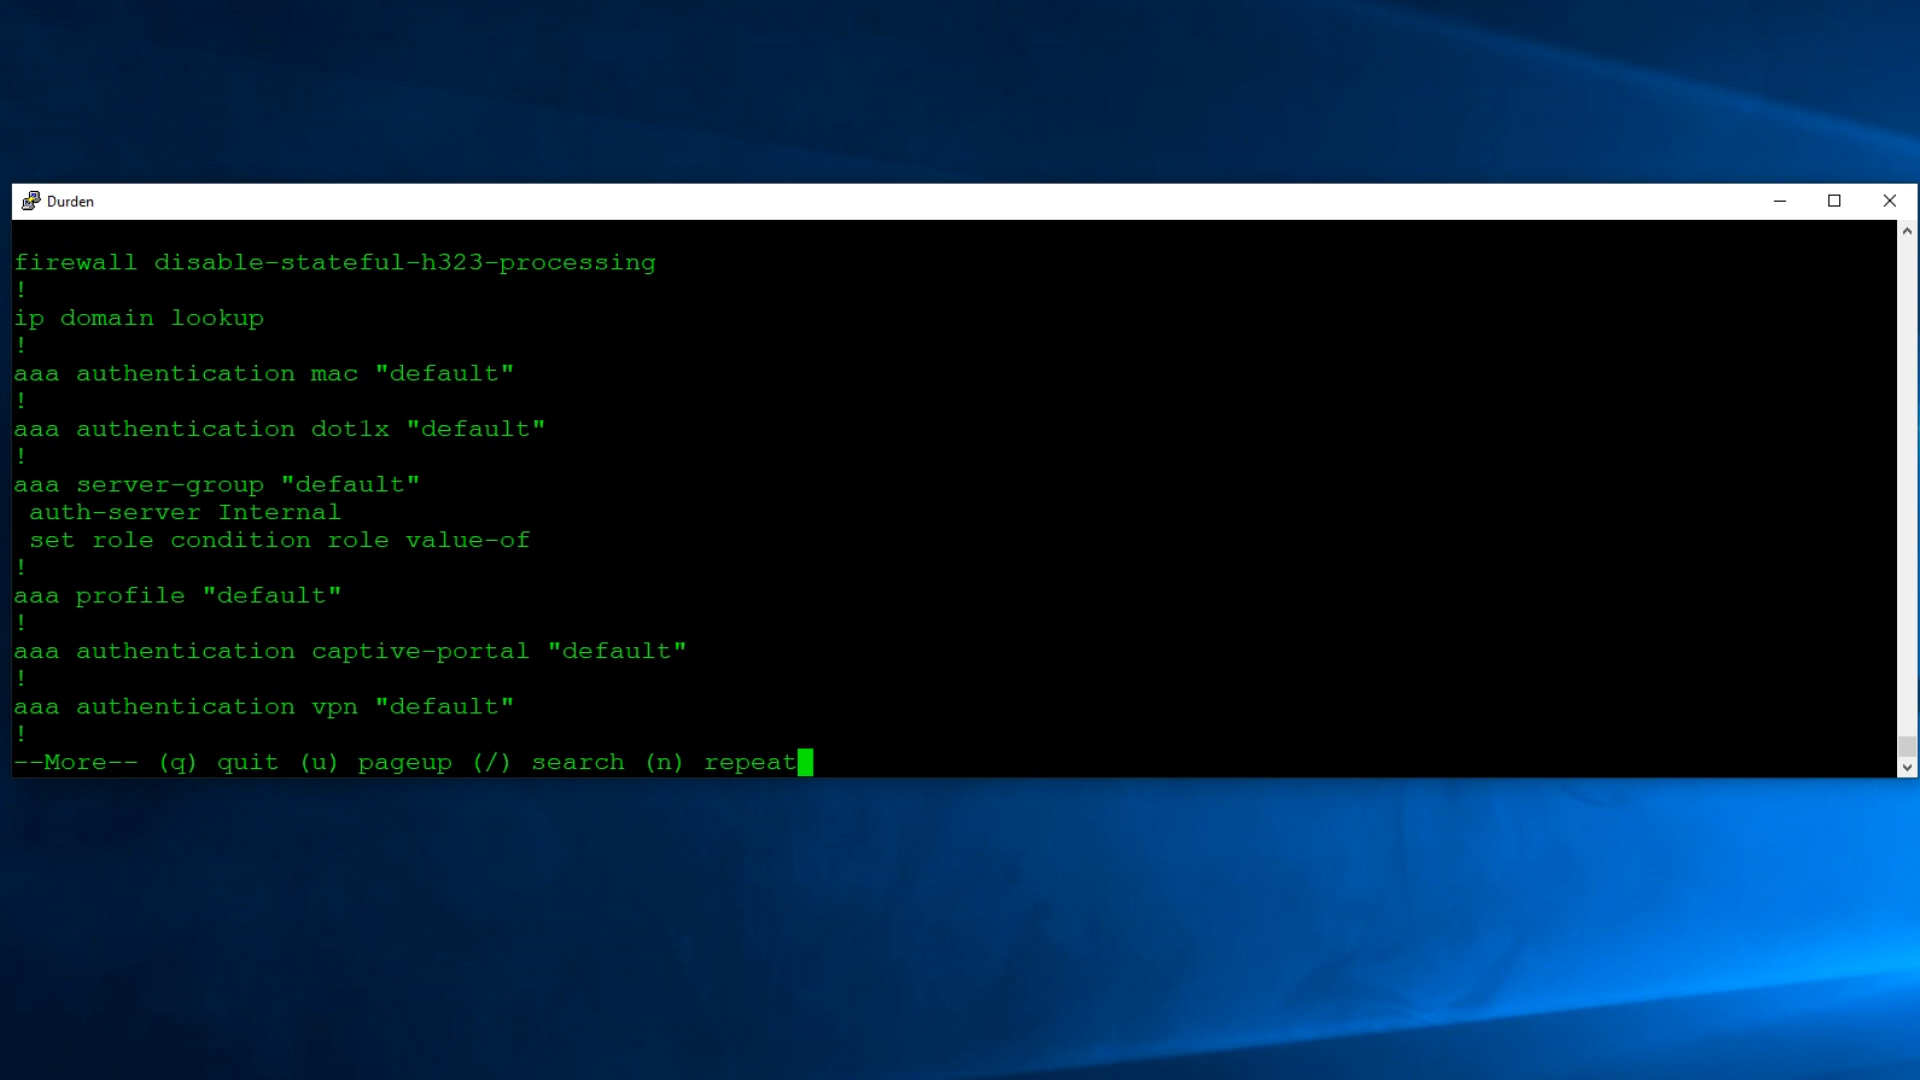 Durden
firewall disable-stateful-h323-processing
!
ip domain lookup
!
aaa authentication mac "default"
!
aaa authentication dot1x "default"
!
aaa server-group "default"
 auth-server Internal
 set role condition role value-of
!
aaa profile "default"
!
aaa authentication captive-portal "default"
!
aaa authentication vpn "default"
!
--More-- (q) quit (u) pageup (/) search (n) repeat